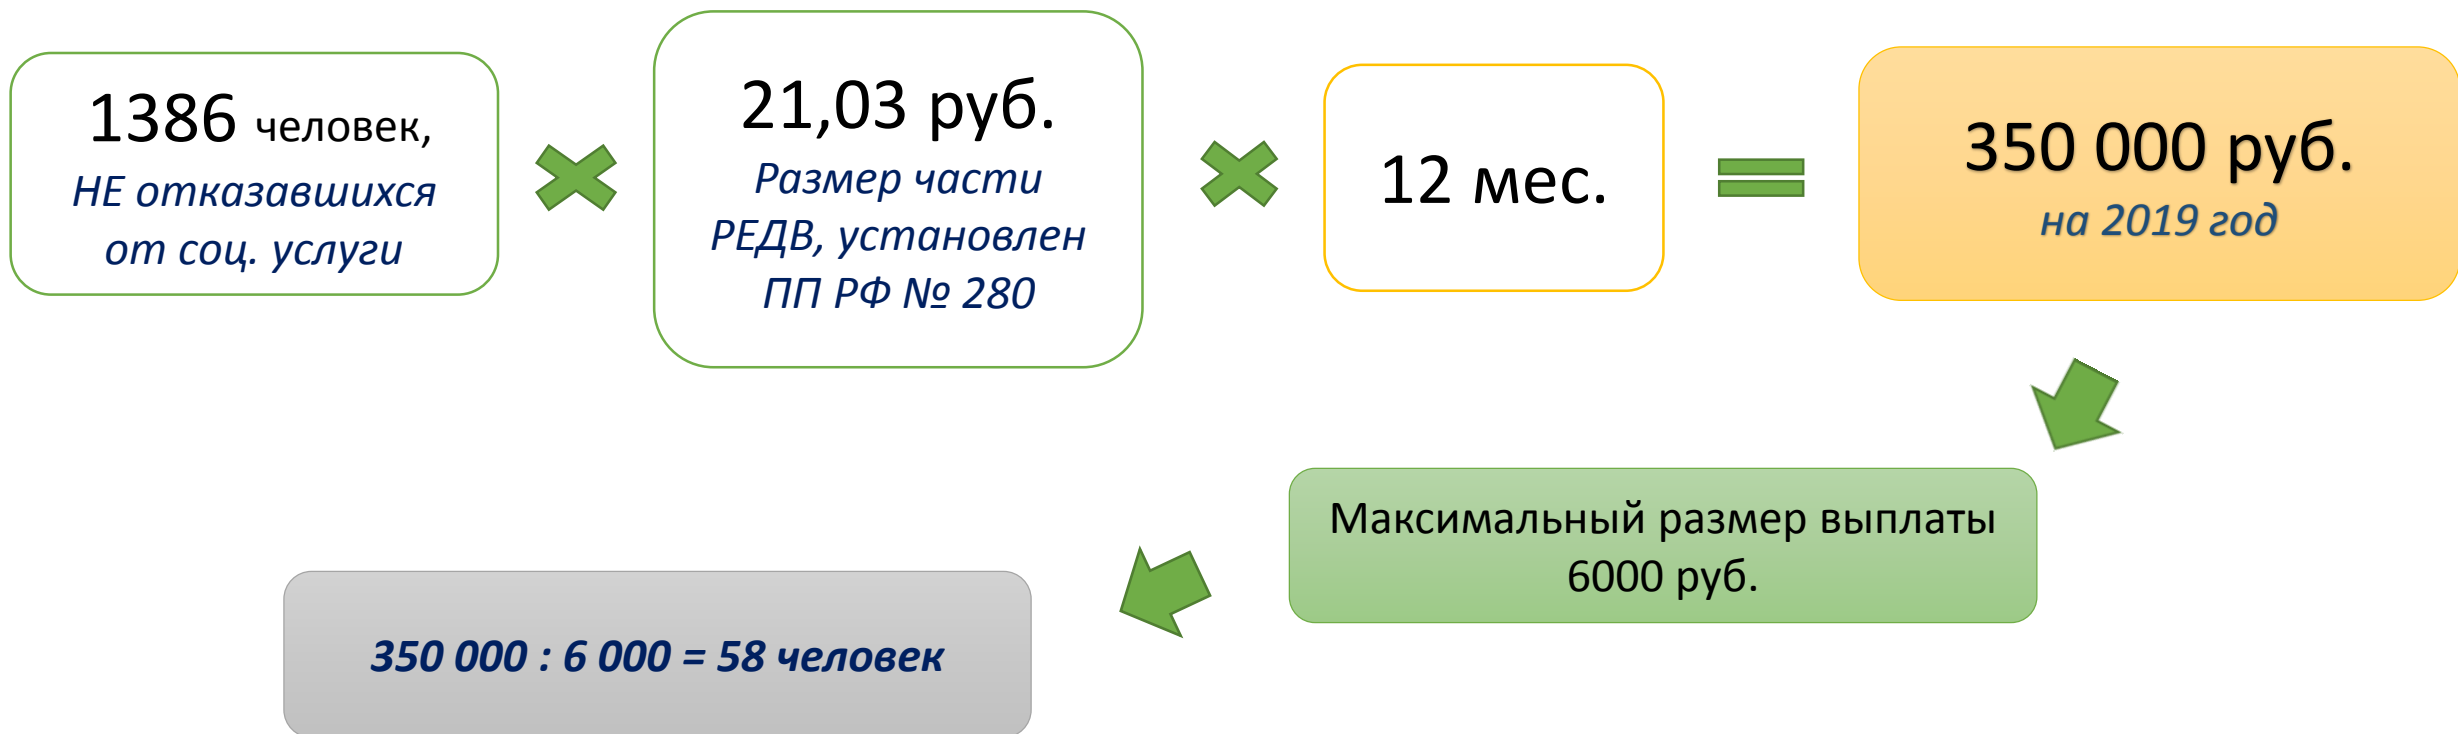 1386 человек,
НЕ отказавшихся
от соц. услуги
21,03 руб.
Размер части
РЕДВ, установлен
ПП РФ № 280
12 мес.
350 000 руб.
на 2019 год
Максимальный размер выплаты
6000 руб.
350 000 : 6 000 = 58 человек